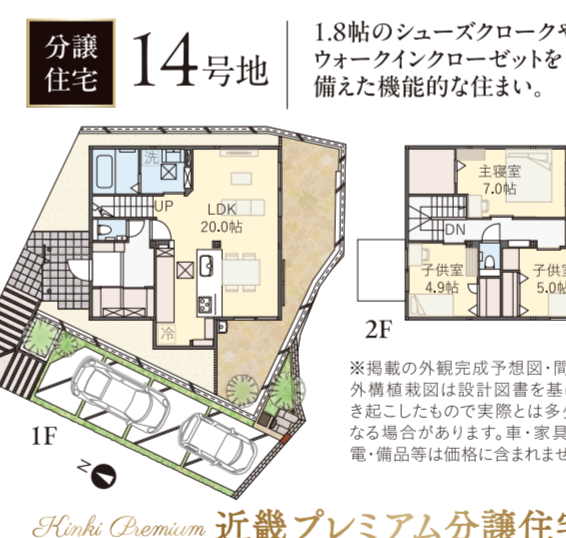 分譲
住宅
14号地
1.8帖のシューズクロークや
ウォークインクローゼットを
備えた機能的な住まい。
洗
UP
LDK
20.0帖
冷
1F
N
主寝室
7.0帖
DN
子供室
4.9帖
子供室
5.0帖
2F
※掲載の外観完成予想図・間
外構植栽図は設計図書を基に
き起こしたもので実際とは多少
なる場合があります。車・家具
電・備品等は価格に含まれませ
Kinki Premium 近畿プレミアム分譲住宅